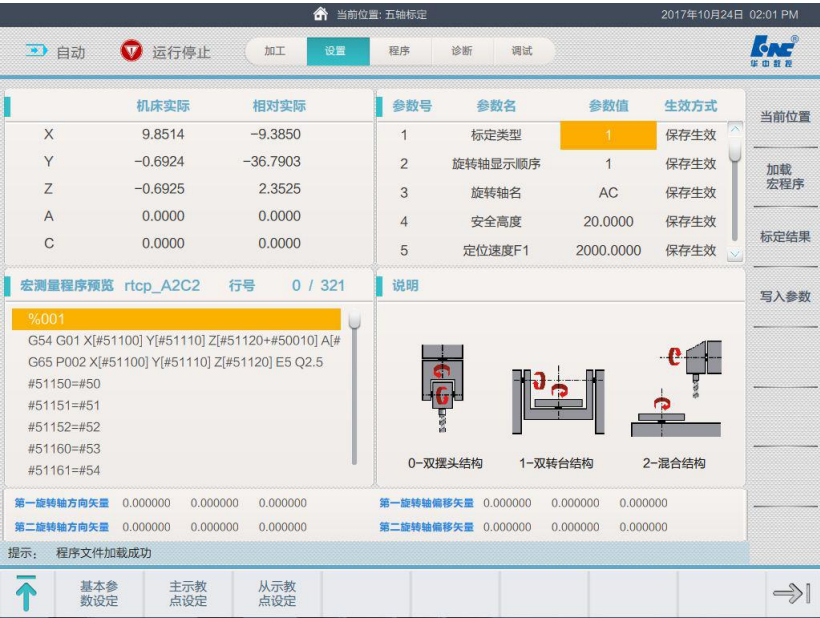 当前位置: 五轴标定
2017年10月24日 02:01 PM
自动
运行停止
加工
设置
程序
诊断
调试
HNC®
华中数控
机床实际 相对实际
X 9.8514 -9.3850
Y -0.6924 -36.7903
Z -0.6925 2.3525
A 0.0000 0.0000
C 0.0000 0.0000
参数号 参数名 参数值 生效方式
1 标定类型 1 保存生效
2 旋转轴显示顺序 1 保存生效
3 旋转轴名 AC 保存生效
4 安全高度 20.0000 保存生效
5 定位速度F1 2000.0000 保存生效
当前位置
加载
宏程序
标定结果
写入参数
宏测量程序预览 rtcp_A2C2 行号 0 / 321
%001
G54 G01 X[#51100] Y[#51110] Z[#51120+#50010] A[#
G65 P002 X[#51100] Y[#51110] Z[#51120] E5 Q2.5
#51150=#50
#51151=#51
#51152=#52
#51160=#53
#51161=#54
说明
0-双摆头结构 1-双转台结构 2-混合结构
第一旋转轴方向矢量 0.000000 0.000000 0.000000
第二旋转轴方向矢量 0.000000 0.000000 0.000000
第一旋转轴偏移矢量 0.000000 0.000000 0.000000
第二旋转轴偏移矢量 0.000000 0.000000 0.000000
提示: 程序文件加载成功
基本参
数设定
主示教
点设定
从示教
点设定